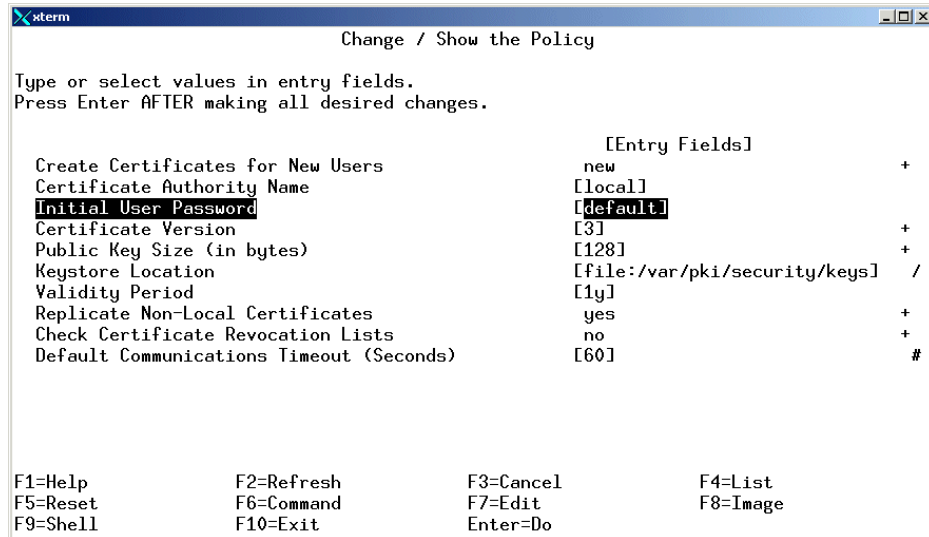 xterm
Change / Show the Policy
Type or select values in entry fields.
Press Enter AFTER making all desired changes.
[Entry Fields]
Create Certificates for New Users new +
Certificate Authority Name [local]
Initial User Password [default]
Certificate Version [3] +
Public Key Size (in bytes) [128] +
Keystore Location [file:/var/pki/security/keys] /
Validity Period [1y]
Replicate Non-Local Certificates yes +
Check Certificate Revocation Lists no +
Default Communications Timeout (Seconds) [60] #
F1=Help F2=Refresh F3=Cancel F4=List
F5=Reset F6=Command F7=Edit F8=Image
F9=Shell F10=Exit Enter=Do